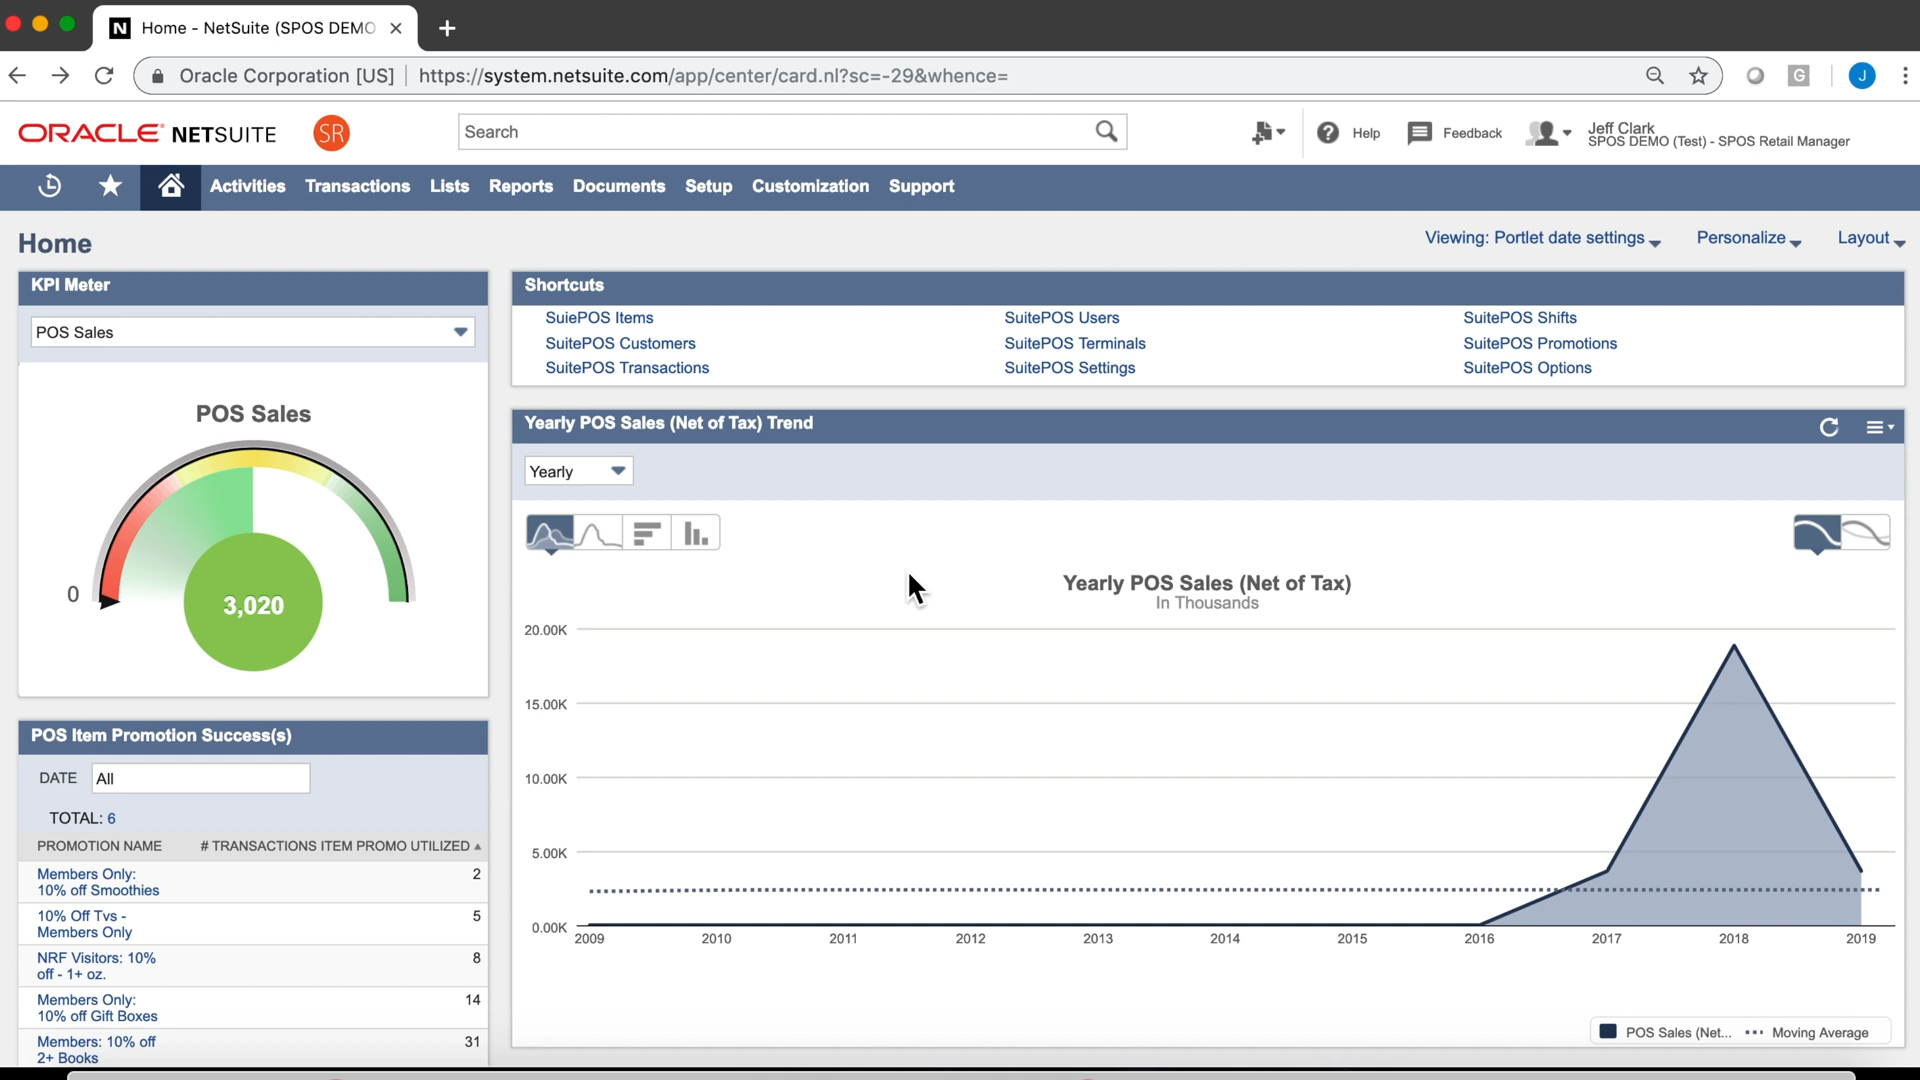 Home - NetSuite (SPOS DEMO
Oracle Corporation [US] https://system.netsuite.com/app/center/card.nl?sc=-29&whence=
G
J
ORACLE NETSUITE
SR
Search
Help
Feedback
Jeff Clark
SPOS DEMO (Test) - SPOS Retail Manager
Activities Transactions Lists Reports Documents Setup Customization Support
Home
Viewing: Portlet date settings
Personalize
Layout
KPI Meter
POS Sales
POS Sales
0
3,020
Shortcuts
SuiePOS Items
SuitePOS Users
SuitePOS Shifts
SuitePOS Customers
SuitePOS Terminals
SuitePOS Promotions
SuitePOS Transactions
SuitePOS Settings
SuitePOS Options
Yearly POS Sales (Net of Tax) Trend
Yearly
Yearly POS Sales (Net of Tax)
In Thousands
20.00K
15.00K
10.00K
5.00K
0.00K
2009 2010 2011 2012 2013 2014 2015 2016 2017 2018 2019
POS Sales (Net... Moving Average
POS Item Promotion Success(s)
DATE All
TOTAL: 6
PROMOTION NAME # TRANSACTIONS ITEM PROMO UTILIZED
Members Only: 2
10% off Smoothies
10% Off Tvs - 5
Members Only
NRF Visitors: 10% 8
off - 1+ oz.
Members Only: 14
10% off Gift Boxes
Members: 10% off 31
2+ Books